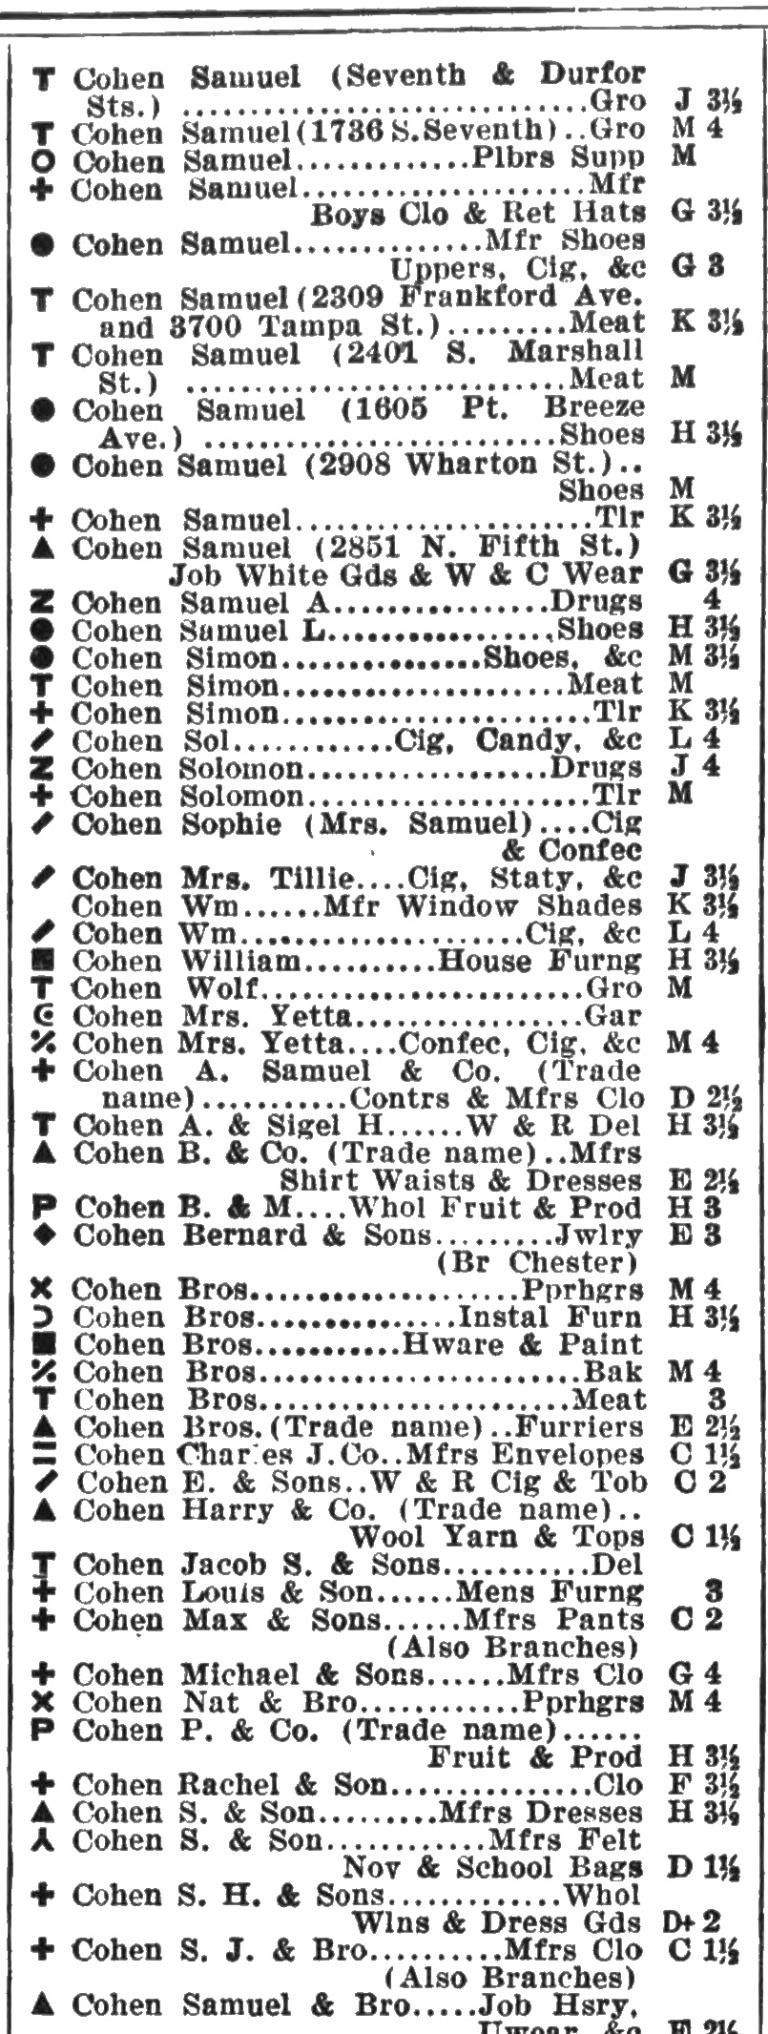 T Cohen Samuel (Seventh & Durfor
Sts.) ..............................Gro J 3½
T Cohen Samuel(1736 S.Seventh)..Gro M 4
O Cohen Samuel.............Plbrs Supp M
+ Cohen Samuel.....................Mfr
Boys Clo & Ret Hats G 3½
● Cohen Samuel..............Mfr Shoes
Uppers, Cig, &c G 3
T Cohen Samuel(2309 Frankford Ave.
and 3700 Tampa St.).........Meat K 3½
T Cohen Samuel (2401 S. Marshall
St.) ............................Meat M
● Cohen Samuel (1605 Pt. Breeze
Ave.) ..........................Shoes H 3½
● Cohen Samuel (2908 Wharton St.)..
Shoes M
+ Cohen Samuel......................Tlr K 3½
▲ Cohen Samuel (2851 N. Fifth St.)
Job White Gds & W & C Wear G 3½
Z Cohen Samuel A................Drugs 4
● Cohen Samuel L.................Shoes H 3½
● Cohen Simon...............Shoes, &c M 3½
T Cohen Simon.....................Meat M
+ Cohen Simon.......................Tlr K 3½
/ Cohen Sol............Cig, Candy, &c L 4
Z Cohen Solomon..................Drugs J 4
+ Cohen Solomon.....................Tlr M
/ Cohen Sophie (Mrs. Samuel)....Cig
& Confec
/ Cohen Mrs. Tillie....Cig, Staty, &c J 3½
Cohen Wm......Mfr Window Shades K 3½
/ Cohen Wm.....................Cig, &c L 4
■ Cohen William..........House Furng H 3½
T Cohen Wolf........................Gro M
Cohen Mrs. Yetta.................Gar
٪ Cohen Mrs. Yetta....Confec, Cig, &c M 4
+ Cohen A. Samuel & Co. (Trade
name)...........Contrs & Mfrs Clo D 2½
T Cohen A. & Sigel H......W & R Del H 3½
▲ Cohen B. & Co. (Trade name)..Mfrs
Shirt Waists & Dresses E 2½
P Cohen B. & M....Whol Fruit & Prod H 3
◆ Cohen Bernard & Sons.........Jwlry E 3
(Br Chester)
× Cohen Bros....................Pprhgrs M 4
Ɔ Cohen Bros...............Instal Furn H 3½
■ Cohen Bros...........Hware & Paint
٪ Cohen Bros........................Bak M 4
T Cohen Bros.......................Meat 3
▲ Cohen Bros.(Trade name)..Furriers E 2½
= Cohen Charles J.Co..Mfrs Envelopes C 1½
/ Cohen E. & Sons..W & R Cig & Tob C 2
▲ Cohen Harry & Co. (Trade name)..
Wool Yarn & Tops C 1½
T Cohen Jacob S. & Sons...........Del
+ Cohen Louis & Son......Mens Furng 3
+ Cohen Max & Sons......Mfrs Pants C 2
(Also Branches)
+ Cohen Michael & Sons......Mfrs Clo G 4
× Cohen Nat & Bro............Pprhgrs M 4
P Cohen P. & Co. (Trade name)......
Fruit & Prod H 3½
+ Cohen Rachel & Son...............Clo F 3½
▲ Cohen S. & Son.........Mfrs Dresses H 3½
⅄ Cohen S. & Son............Mfrs Felt
Nov & School Bags D 1½
+ Cohen S. H. & Sons.............Whol
Wlns & Dress Gds D+ 2
+ Cohen S. J. & Bro..........Mfrs Clo C 1½
(Also Branches)
▲ Cohen Samuel & Bro.....Job Hsry,
Uwear, &c E 2½